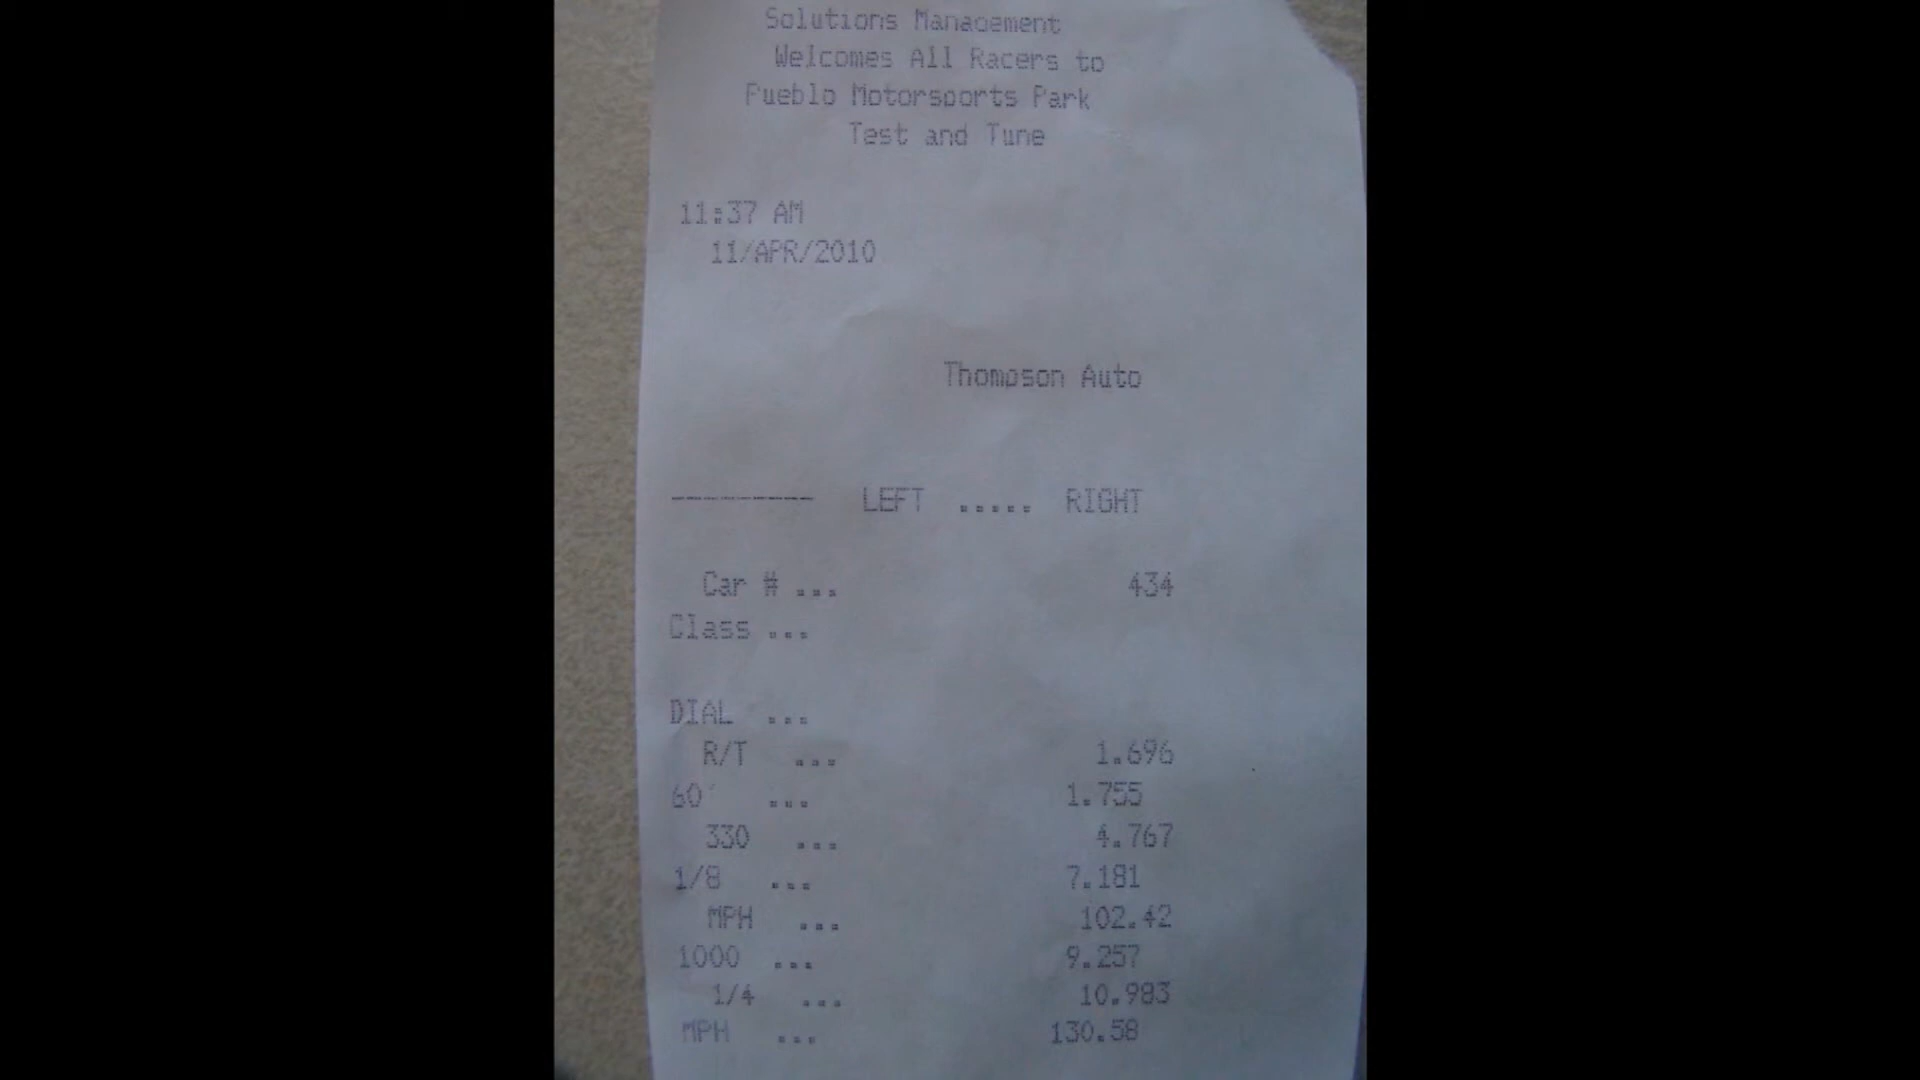 Solutions Management
Welcomes All Racers to
Pueblo Motorsports Park
Test and Tune
11:37 AM
11/APR/2010
Thompson Auto
--------- LEFT ..... RIGHT
Car # ... 434
Class ...
DIAL ...
R/T ... 1.696
60' ... 1.755
330 ... 4.767
1/8 ... 7.181
MPH ... 102.42
1000 ... 9.257
1/4 ... 10.983
MPH ... 130.58